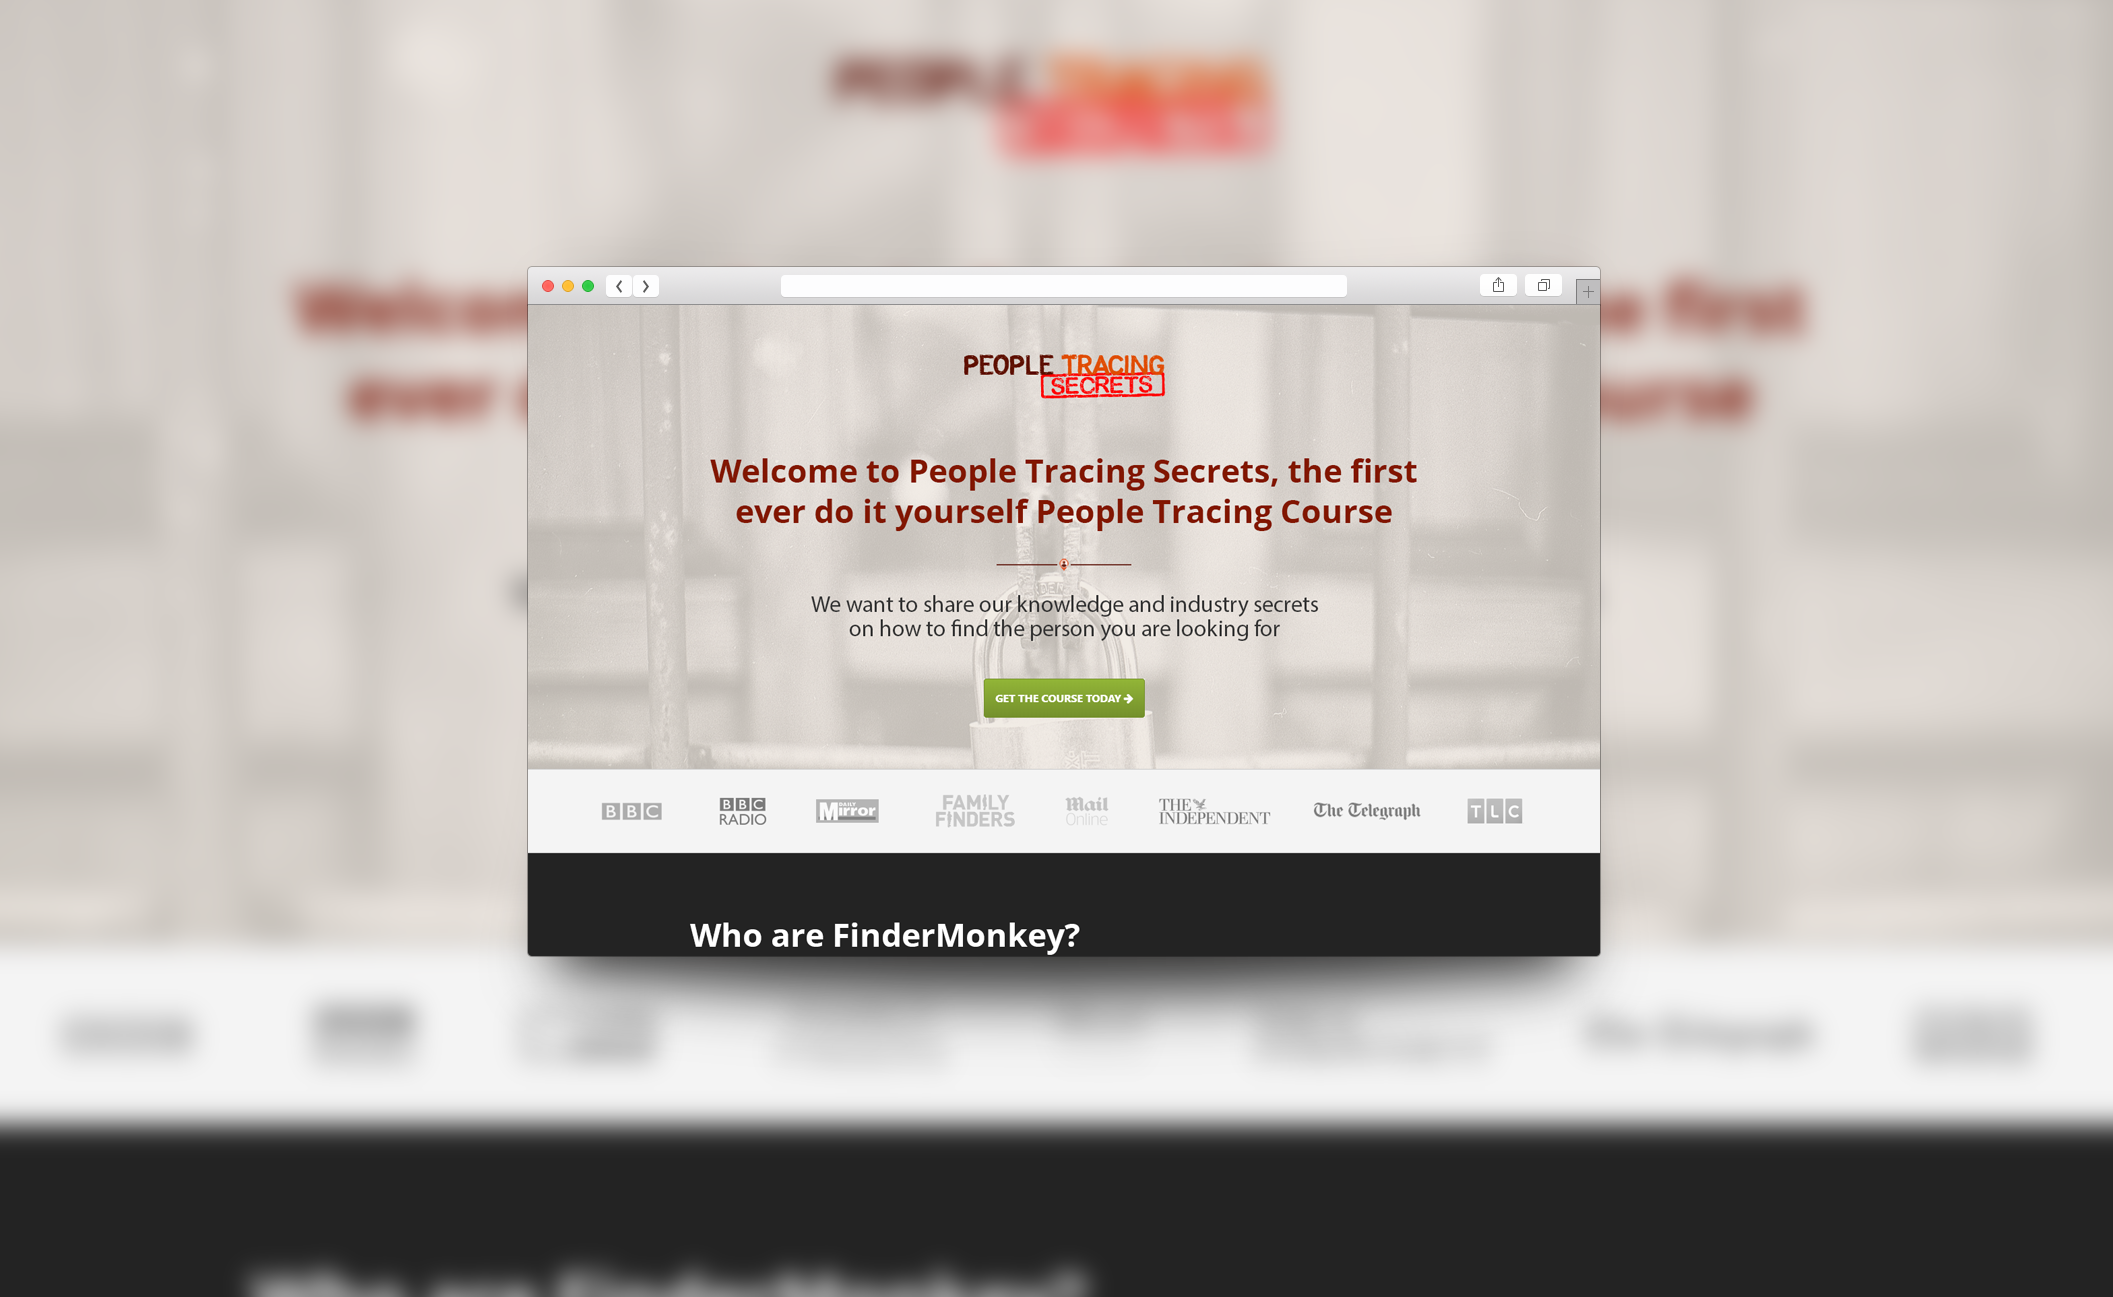 PEOPLE TRACING
SECRETS
Welcome to People Tracing Secrets, the first
ever do it yourself People Tracing Course
We want to share our knowledge and industry secrets
on how to find the person you are looking for
GET THE COURSE TODAY
BBC
BBC
RADIO
DAILY
Mirror
FAMILY
FINDERS
Mail
Online
THE
INDEPENDENT
The Telegraph
TLC
Who are FinderMonkey?